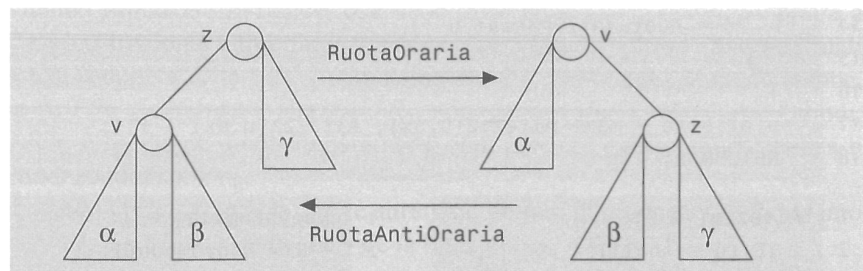 z
RuotaOraria
v
v
γ
α
z
α
β
RuotaAntiOraria
β
γ